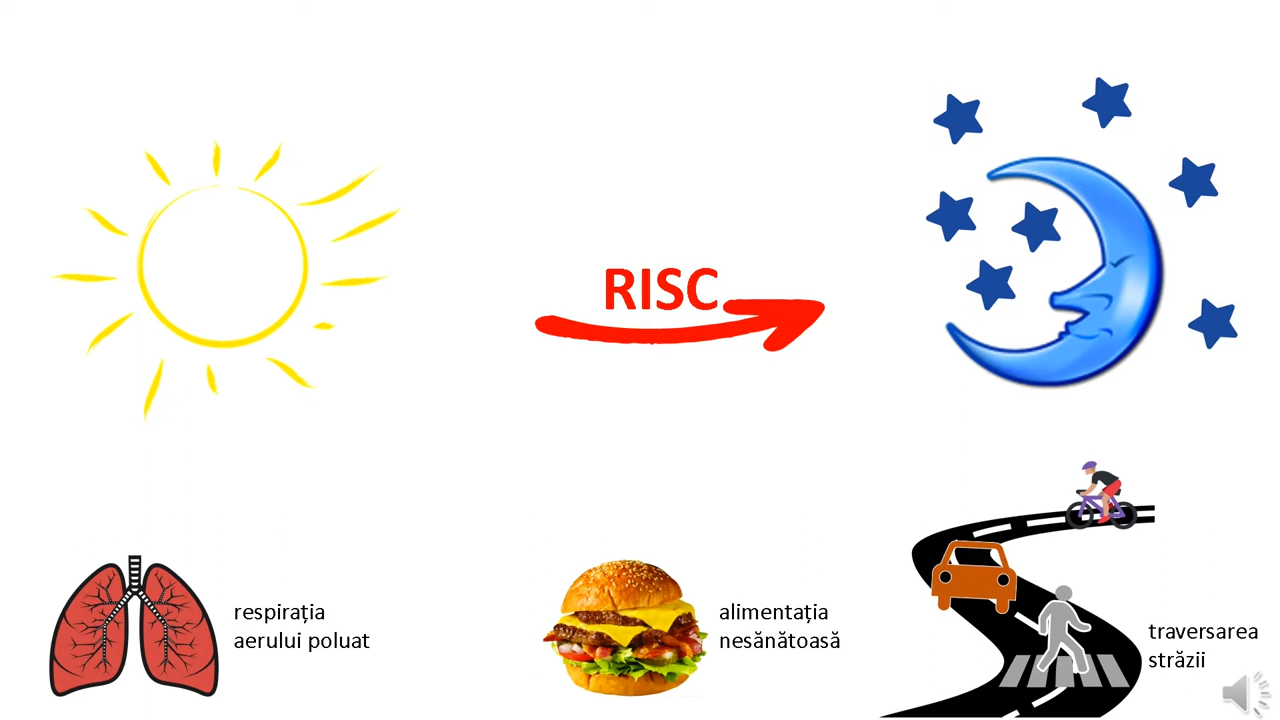 RISC
respirația
aerului poluat
alimentația
nesănătoasă
traversarea
străzii